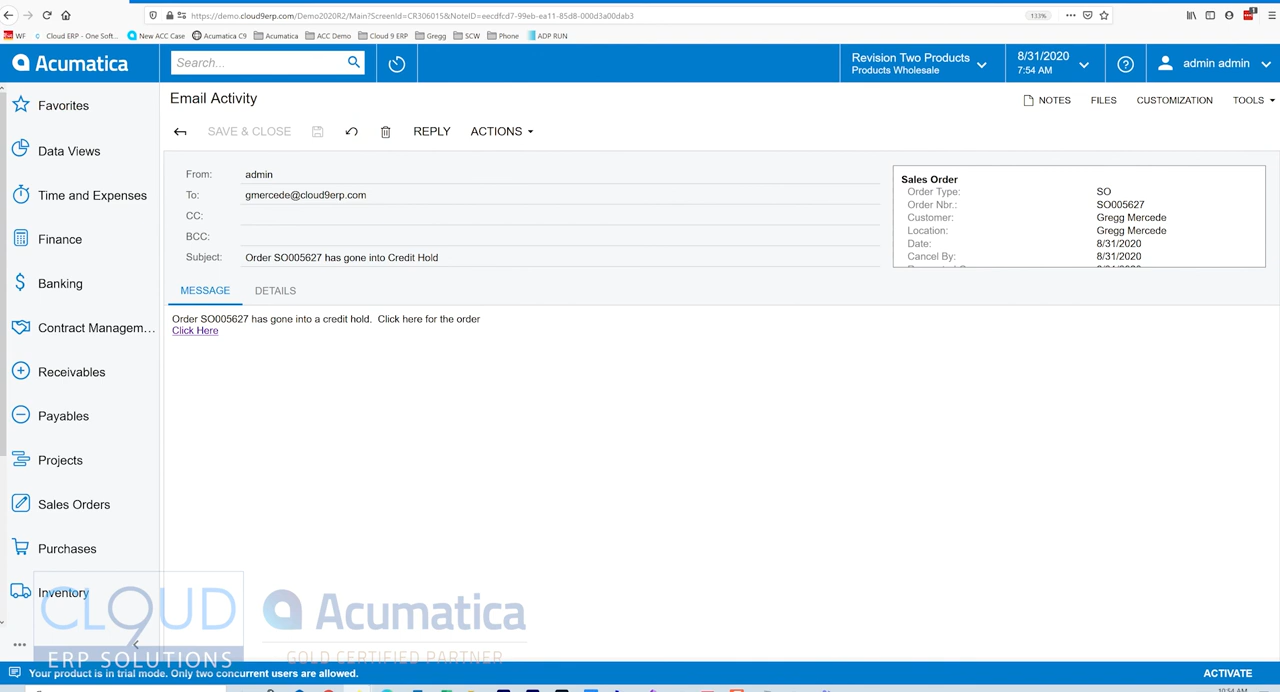 https://demo.cloud9erp.com/Demo2020R2/Main?ScreenId=CR306015&NoteID=eecdfcd7-99eb-ea11-85d8-000d3a00dab3
133%
WF
Cloud ERP - One Soft...
New ACC Case
Acumatica C9
Acumatica
ACC Demo
Cloud 9 ERP
Gregg
SCW
Phone
ADP RUN
Acumatica
Search...
Revision Two Products
Products Wholesale
8/31/2020
7:54 AM
admin admin
Favorites
Data Views
Time and Expenses
Finance
Banking
Contract Managem...
Receivables
Payables
Projects
Sales Orders
Purchases
Inventory
Email Activity
NOTES
FILES
CUSTOMIZATION
TOOLS
SAVE & CLOSE
REPLY
ACTIONS
From: admin
To: gmercede@cloud9erp.com
CC:
BCC:
Subject: Order SO005627 has gone into Credit Hold
Sales Order
Order Type: SO
Order Nbr.: SO005627
Customer: Gregg Mercede
Location: Gregg Mercede
Date: 8/31/2020
Cancel By: 8/31/2020
MESSAGE
DETAILS
Order SO005627 has gone into a credit hold. Click here for the order
Click Here
CLOUD
9
ERP SOLUTIONS
Acumatica
GOLD CERTIFIED PARTNER
Your product is in trial mode. Only two concurrent users are allowed.
ACTIVATE
10:54 AM